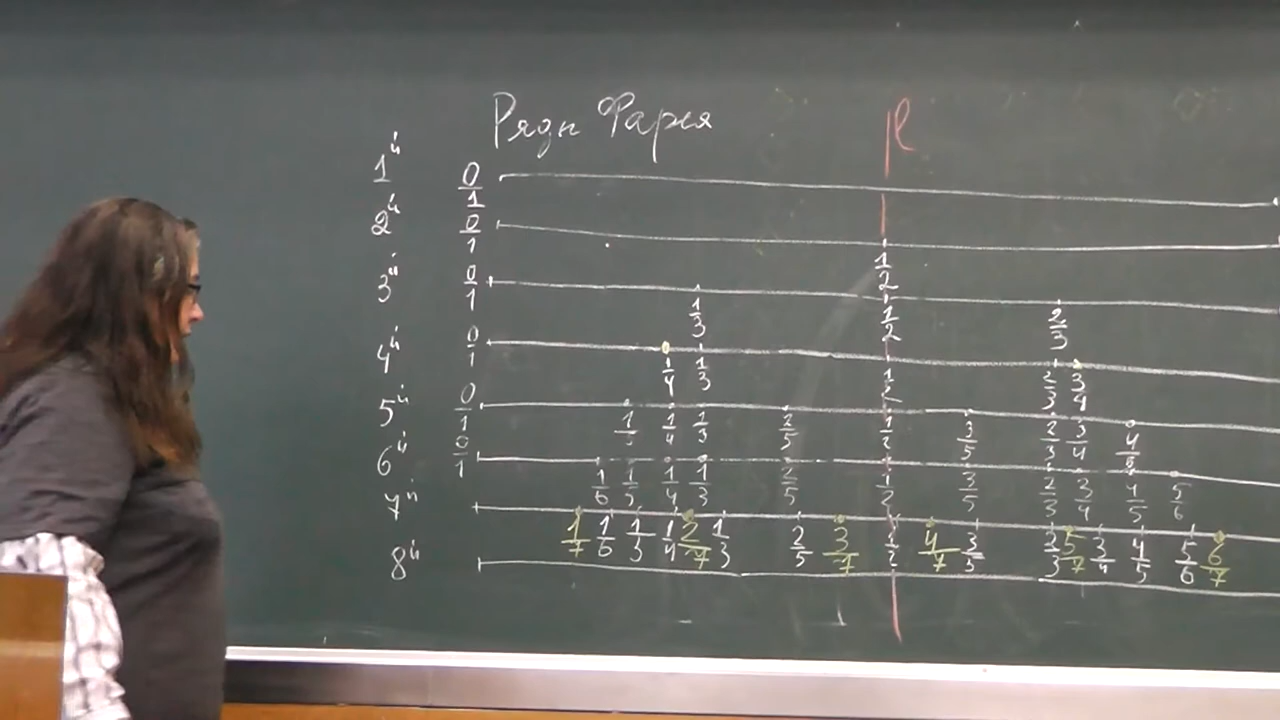 Ряды Фарея ℓ
1й 0/1
2й 0/1 1/2
3й 0/1 1/3 1/2 2/3
4й 0/1 1/4 1/3 1/2 2/3 3/4
5й 0/1 1/5 1/4 1/3 2/5 1/2 3/5 2/3 3/4 4/5
6й 0/1 1/6 1/5 1/4 1/3 2/5 1/2 3/5 2/3 3/4 4/5 5/6
7й 1/7 1/6 1/5 1/4 2/7 1/3 2/5 3/7 1/2 4/7 3/5 2/3 5/7 3/4 4/5 5/6 6/7
8й